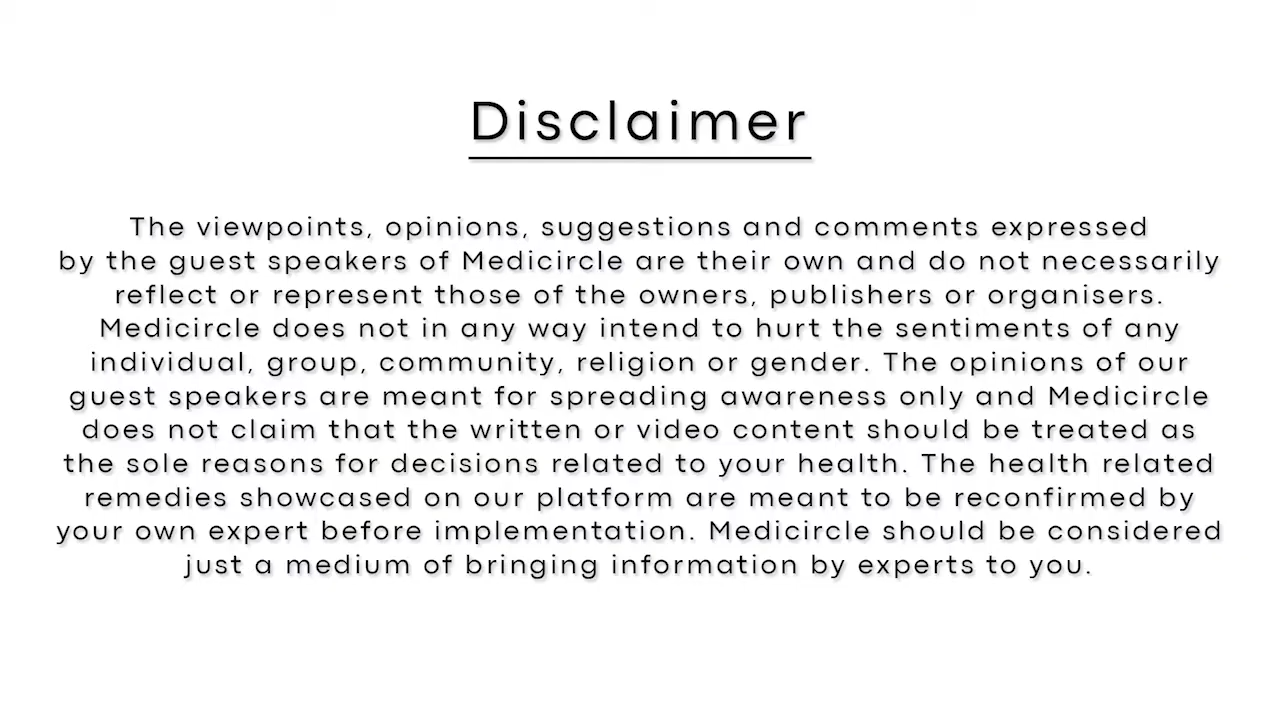 Disclaimer
The viewpoints, opinions, suggestions and comments expressed
by the guest speakers of Medicircle are their own and do not necessarily
reflect or represent those of the owners, publishers or organisers.
Medicircle does not in any way intend to hurt the sentiments of any
individual, group, community, religion or gender. The opinions of our
guest speakers are meant for spreading awareness only and Medicircle
does not claim that the written or video content should be treated as
the sole reasons for decisions related to your health. The health related
remedies showcased on our platform are meant to be reconfirmed by
your own expert before implementation. Medicircle should be considered
just a medium of bringing information by experts to you.